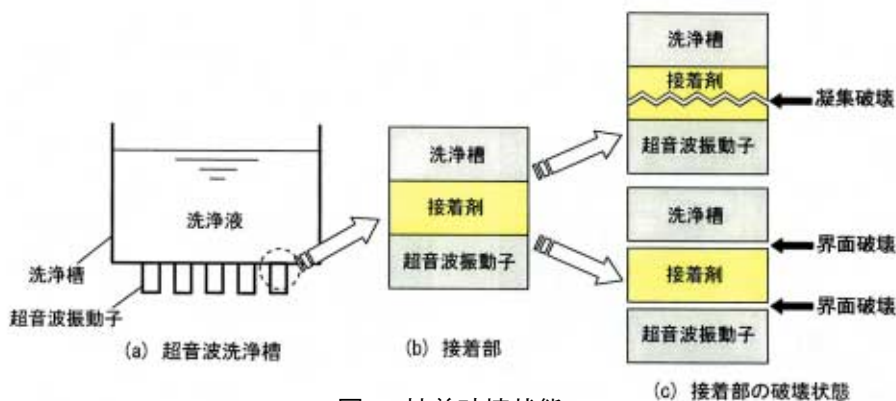 洗浄槽
接着剤
凝集破壊
超音波振動子
洗浄槽
接着剤
超音波振動子
洗浄槽
界面破壊
接着剤
界面破壊
超音波振動子
洗浄液
洗浄槽
超音波振動子
(a) 超音波洗浄槽
(b) 接着部
(c) 接着部の破壊状態